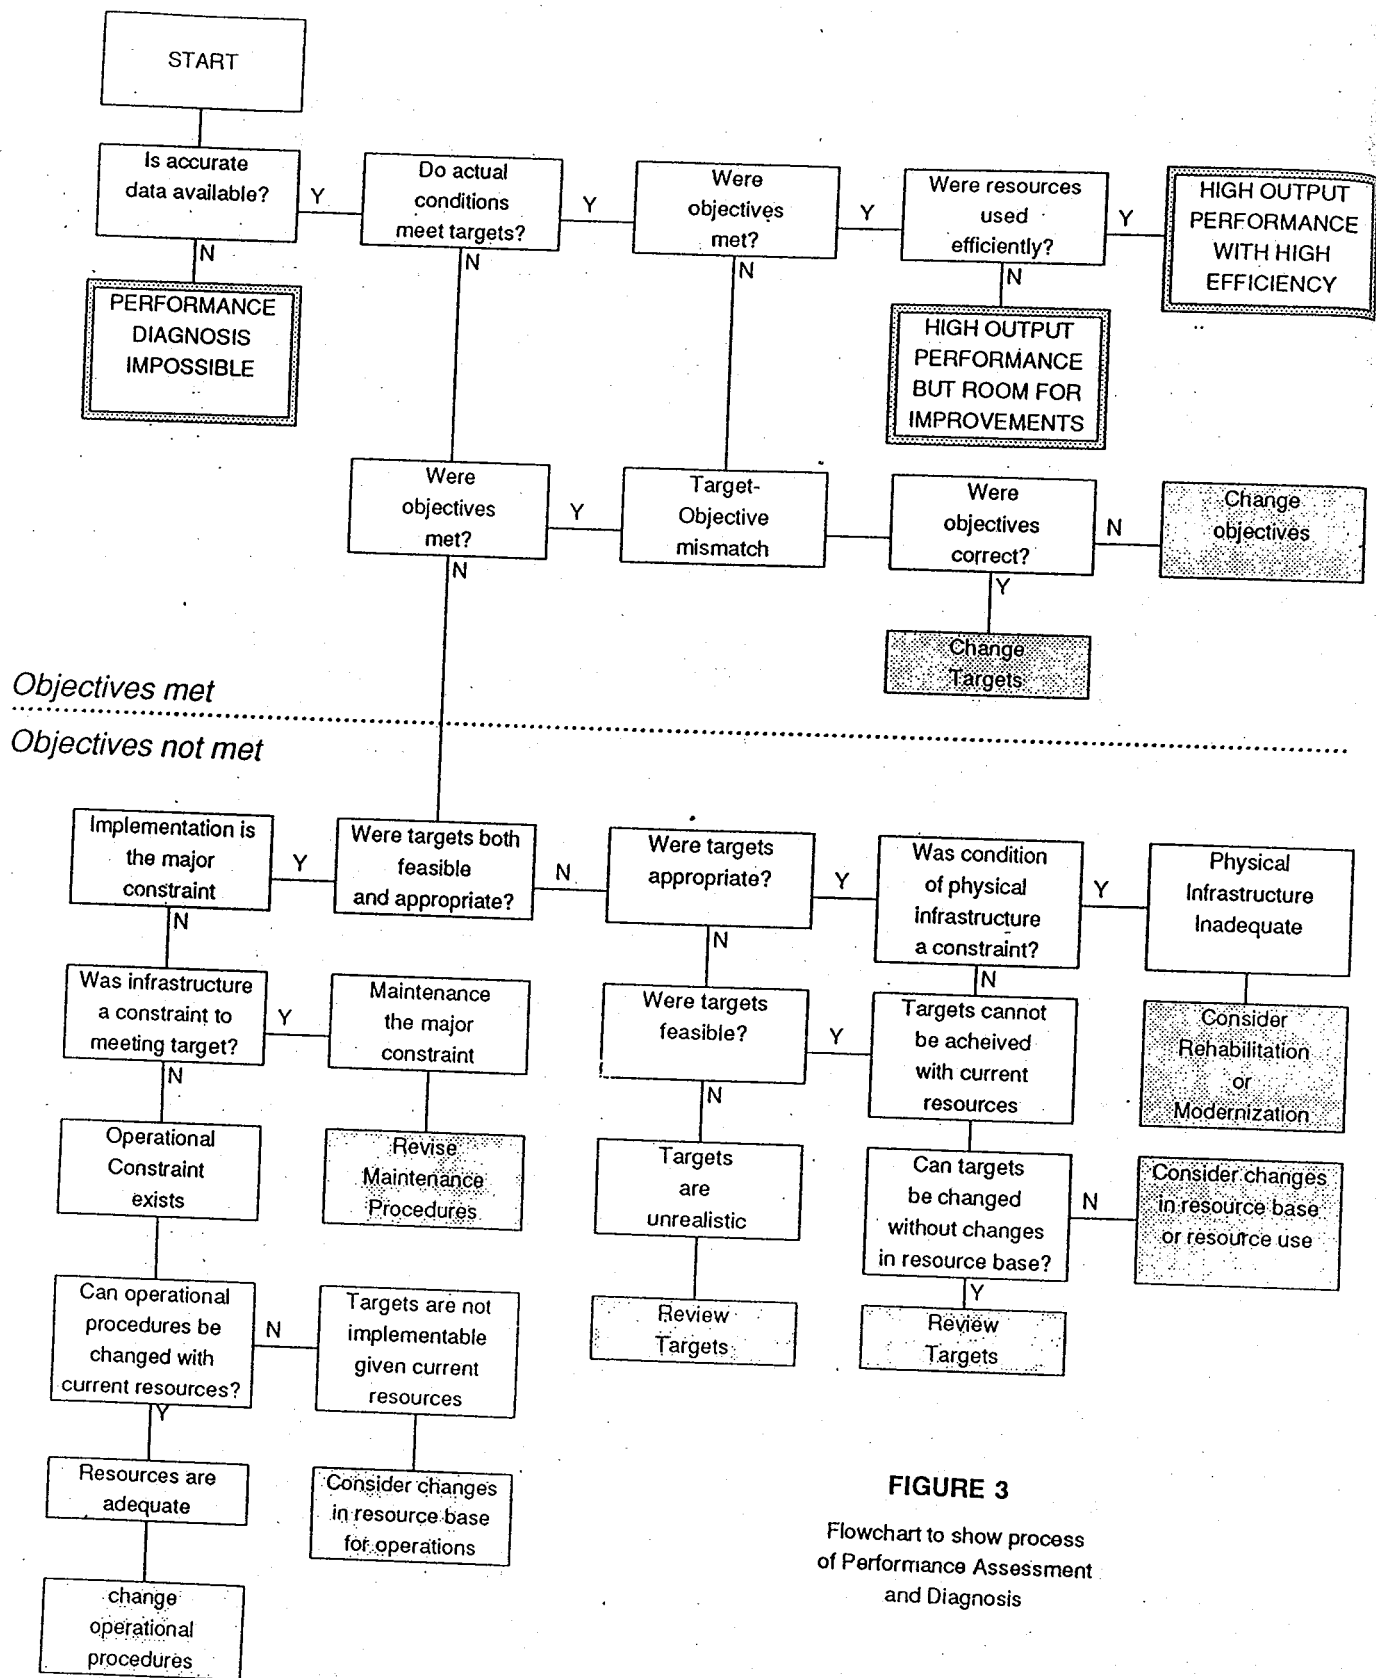 START
Is accurate
data available?
Y
N
PERFORMANCE
DIAGNOSIS
IMPOSSIBLE
Do actual
conditions
meet targets?
Y
N
Were
objectives
met?
Y
N
Were resources
used
efficiently?
Y
N
HIGH OUTPUT
PERFORMANCE
WITH HIGH
EFFICIENCY
HIGH OUTPUT
PERFORMANCE
BUT ROOM FOR
IMPROVEMENTS
Were
objectives
met?
Y
N
Target-
Objective
mismatch
Were
objectives
correct?
N
Y
Change
objectives
Change
Targets
Objectives met
Objectives not met
Implementation is
the major
constraint
Y
N
Were targets both
feasible
and appropriate?
N
Were targets
appropriate?
Y
N
Was condition
of physical
infrastructure
a constraint?
Y
N
Physical
Infrastructure
Inadequate
Was infrastructure
a constraint to
meeting target?
Y
N
Maintenance
the major
constraint
Were targets
feasible?
Y
N
Targets cannot
be acheived
with current
resources
Consider
Rehabilitation
or
Modernization
Operational
Constraint
exists
Revise
Maintenance
Procedures
Targets
are
unrealistic
Can targets
be changed
without changes
in resource base?
N
Y
Consider changes
in resource base
or resource use
Can operational
procedures be
changed with
current resources?
N
Y
Targets are not
implementable
given current
resources
Review
Targets
Review
Targets
Resources are
adequate
Consider changes
in resource base
for operations
change
operational
procedures
FIGURE 3
Flowchart to show process
of Performance Assessment
and Diagnosis